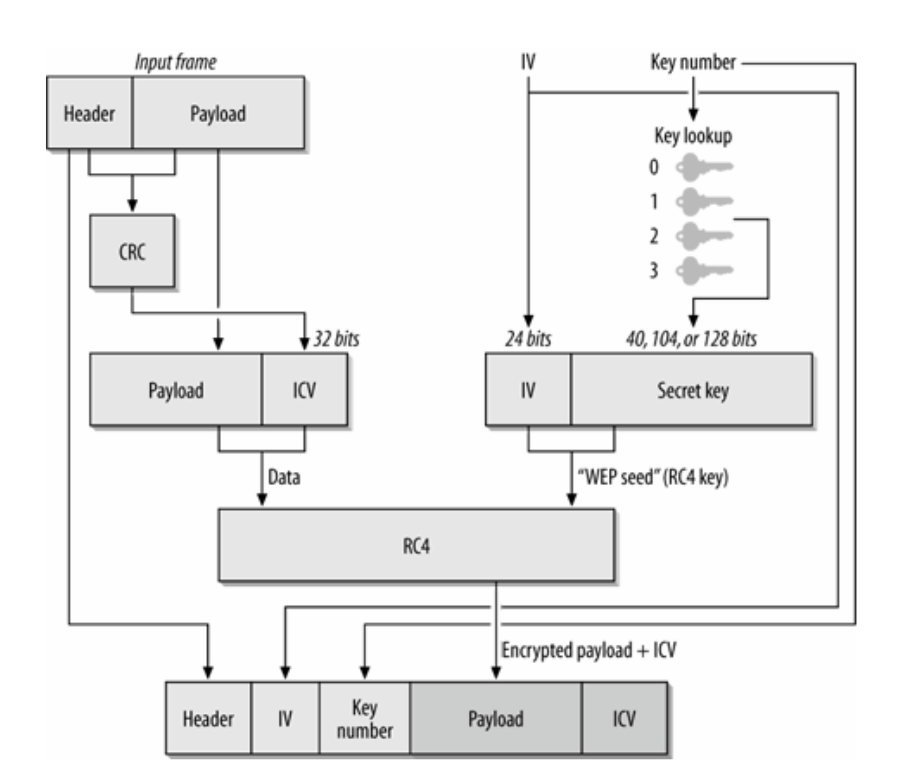 Input frame
IV
Key number
Header
Payload
Key lookup
0
1
2
3
CRC
32 bits
24 bits
40, 104, or 128 bits
Payload
ICV
IV
Secret key
Data
“WEP seed” (RC4 key)
RC4
Encrypted payload + ICV
Header
IV
Key
number
Payload
ICV